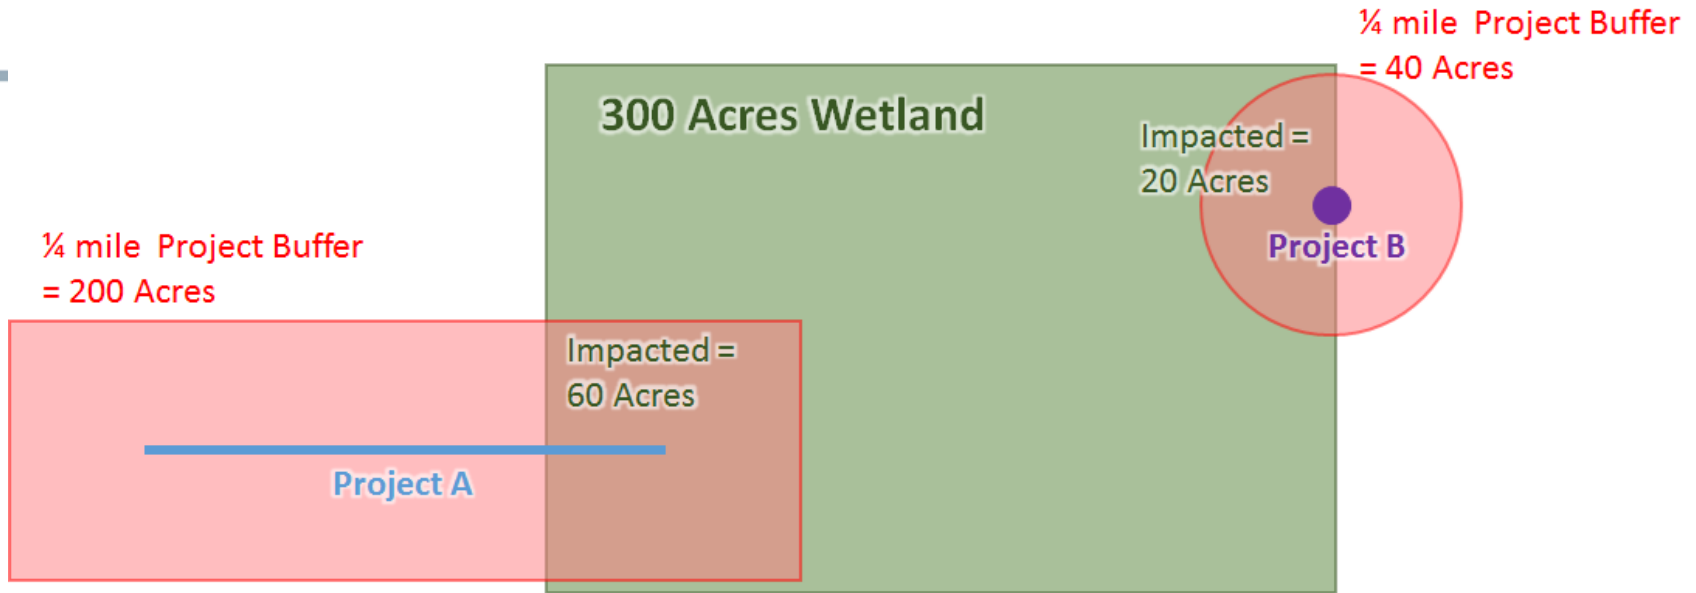 ¼ mile  Project Buffer
= 40 Acres
300 Acres Wetland
Impacted =
20 Acres
Project B
¼ mile  Project Buffer
= 200 Acres
Impacted =
60 Acres
Project A